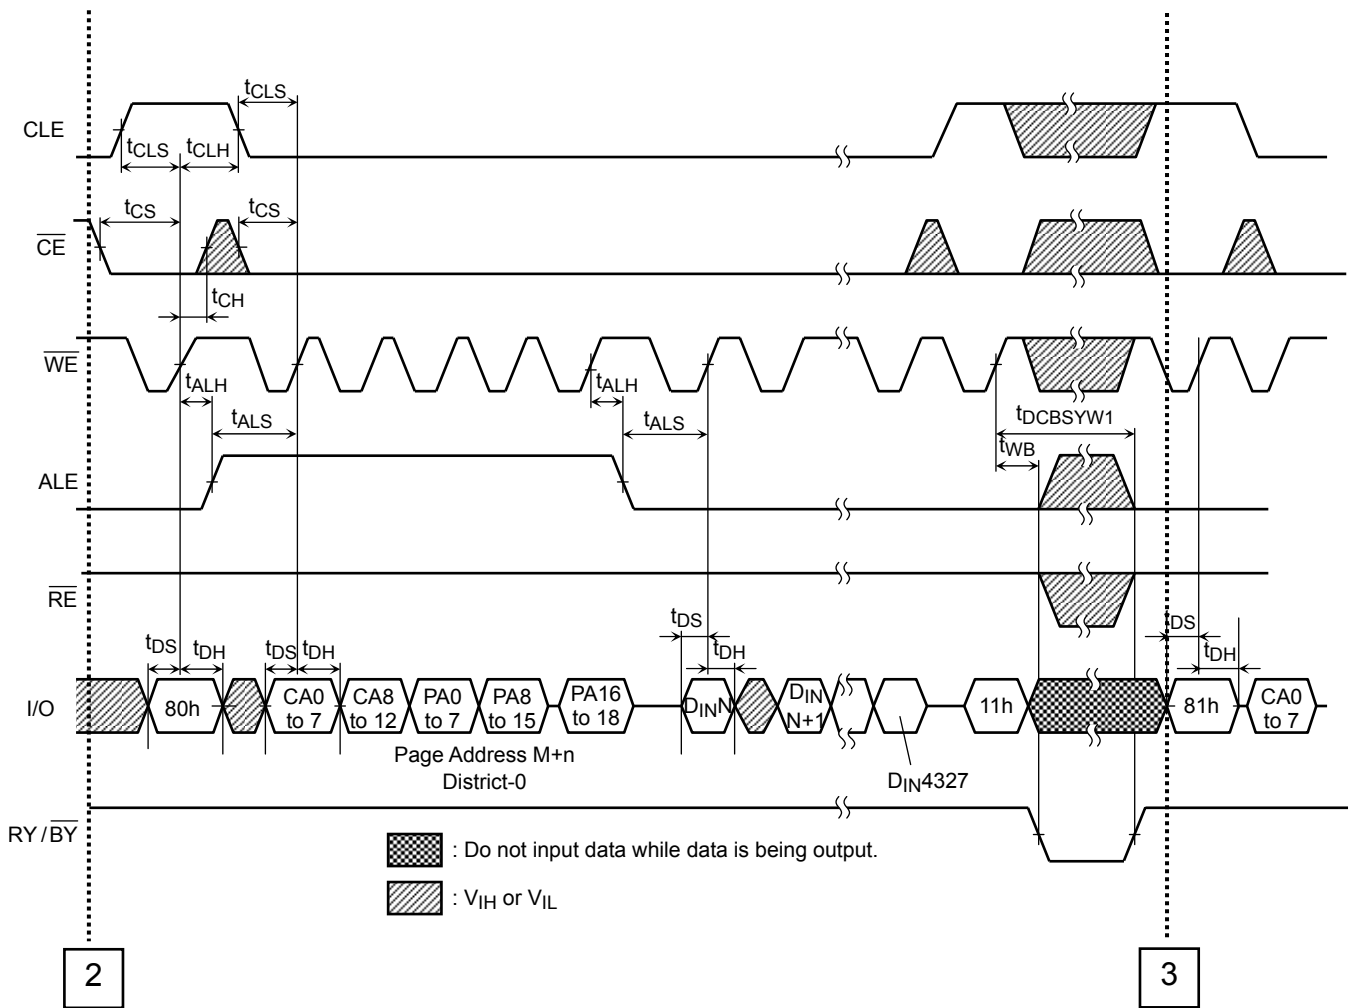 CLE
tCLS
tCLS
tCLH
CE
tCS
tCS
tCH
WE
tALH
tALS
tALH
tALS
tDCBSYW1
tWB
ALE
RE
tDS
tDH
tDS
tDH
tDS
tDH
tDS
tDH
I/O
80h
CA0 to 7
CA8 to 12
PA0 to 7
PA8 to 15
PA16 to 18
DINN
DIN N+1
11h
81h
CA0 to 7
Page Address M+n
District-0
DIN4327
RY/BY
: Do not input data while data is being output.
: VIH or VIL
2
3